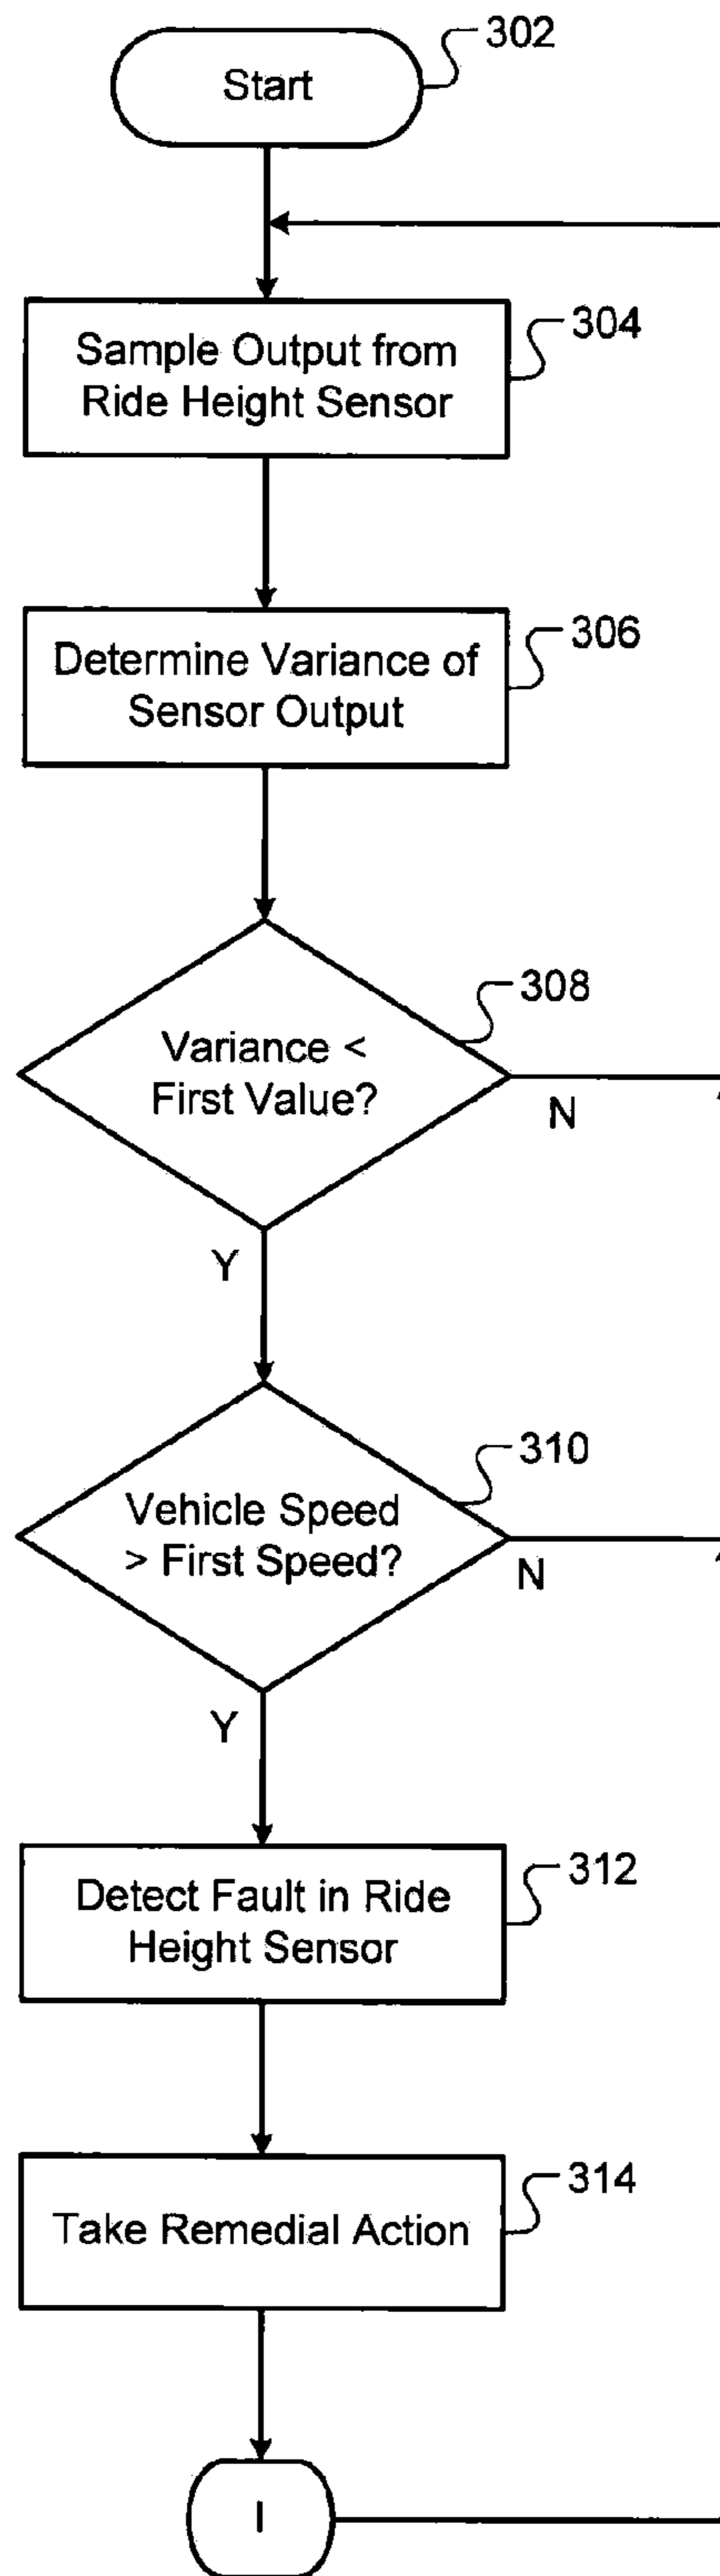 302
Start
304
Sample Output from
Ride Height Sensor
306
Determine Variance of
Sensor Output
308
Variance <
First Value?
N
Y
310
Vehicle Speed
> First Speed?
N
Y
312
Detect Fault in Ride
Height Sensor
314
Take Remedial Action
I